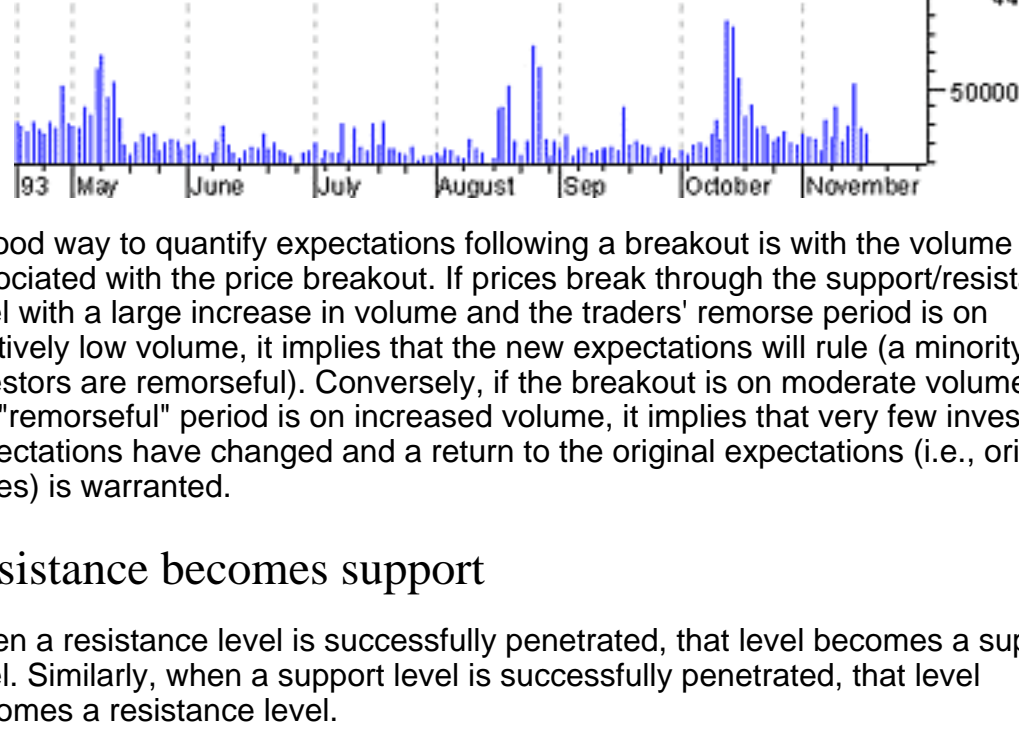 44
50000
93 May June July August Sep October November
ood way to quantify expectations following a breakout is with the volume
ociated with the price breakout. If prices break through the support/resist
l with a large increase in volume and the traders' remorse period is on
tively low volume, it implies that the new expectations will rule (a minority
estors are remorseful). Conversely, if the breakout is on moderate volume
"remorseful" period is on increased volume, it implies that very few inves
ectations have changed and a return to the original expectations (i.e., ori
es) is warranted.
sistance becomes support
en a resistance level is successfully penetrated, that level becomes a sup
el. Similarly, when a support level is successfully penetrated, that level
omes a resistance level.